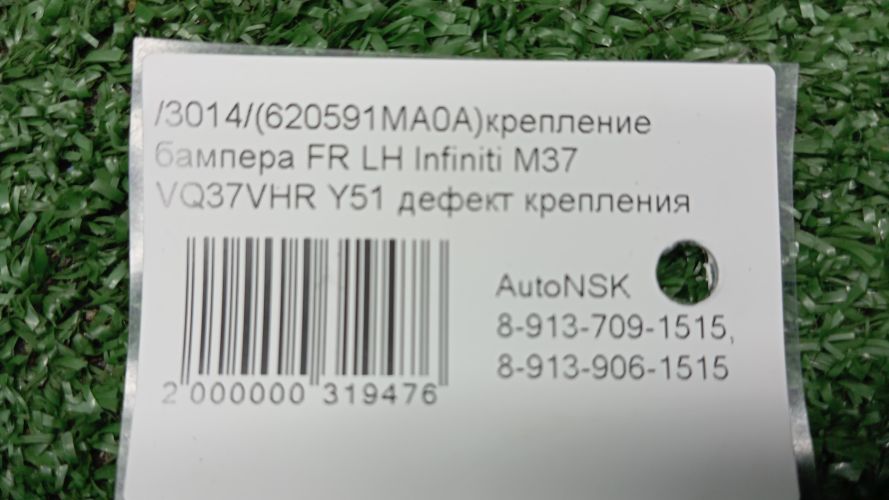 /3014/(620591MA0A)крепление
бампера FR LH Infiniti M37
VQ37VHR Y51 дефект крепления
AutoNSK
8-913-709-1515,
8-913-906-1515
2 000000 319476